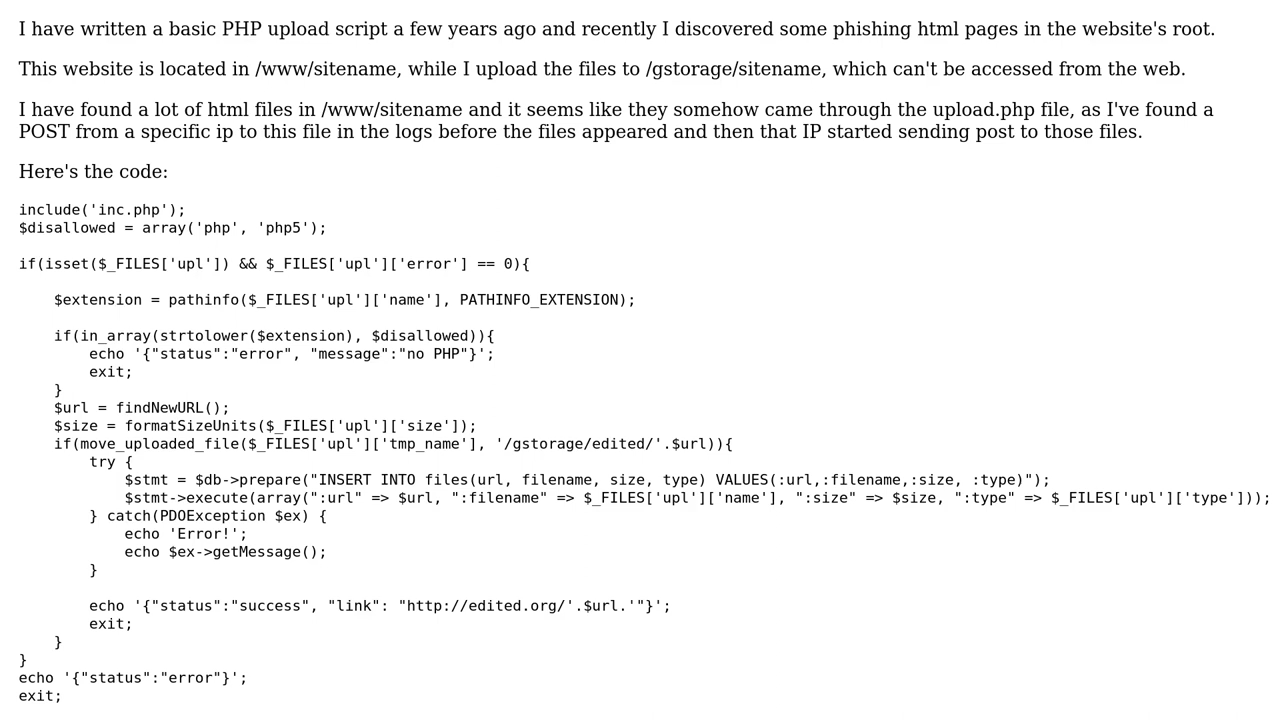 I have written a basic PHP upload script a few years ago and recently I discovered some phishing html pages in the website's root.
This website is located in /www/sitename, while I upload the files to /gstorage/sitename, which can't be accessed from the web.
I have found a lot of html files in /www/sitename and it seems like they somehow came through the upload.php file, as I've found a
POST from a specific ip to this file in the logs before the files appeared and then that IP started sending post to those files.
Here's the code:
include('inc.php');
$disallowed = array('php', 'php5');
if(isset($_FILES['upl']) && $_FILES['upl']['error'] == 0){
    $extension = pathinfo($_FILES['upl']['name'], PATHINFO_EXTENSION);
    if(in_array(strtolower($extension), $disallowed)){
        echo '{"status":"error", "message":"no PHP"}';
        exit;
    }
    $url = findNewURL();
    $size = formatSizeUnits($_FILES['upl']['size']);
    if(move_uploaded_file($_FILES['upl']['tmp_name'], '/gstorage/edited/'.$url)){
        try {
            $stmt = $db->prepare("INSERT INTO files(url, filename, size, type) VALUES(:url,:filename,:size, :type)");
            $stmt->execute(array(":url" => $url, ":filename" => $_FILES['upl']['name'], ":size" => $size, ":type" => $_FILES['upl']['type']));
        } catch(PDOException $ex) {
            echo 'Error!';
            echo $ex->getMessage();
        }
        echo '{"status":"success", "link": "http://edited.org/'.$url.'"}';
        exit;
    }
}
echo '{"status":"error"}';
exit;